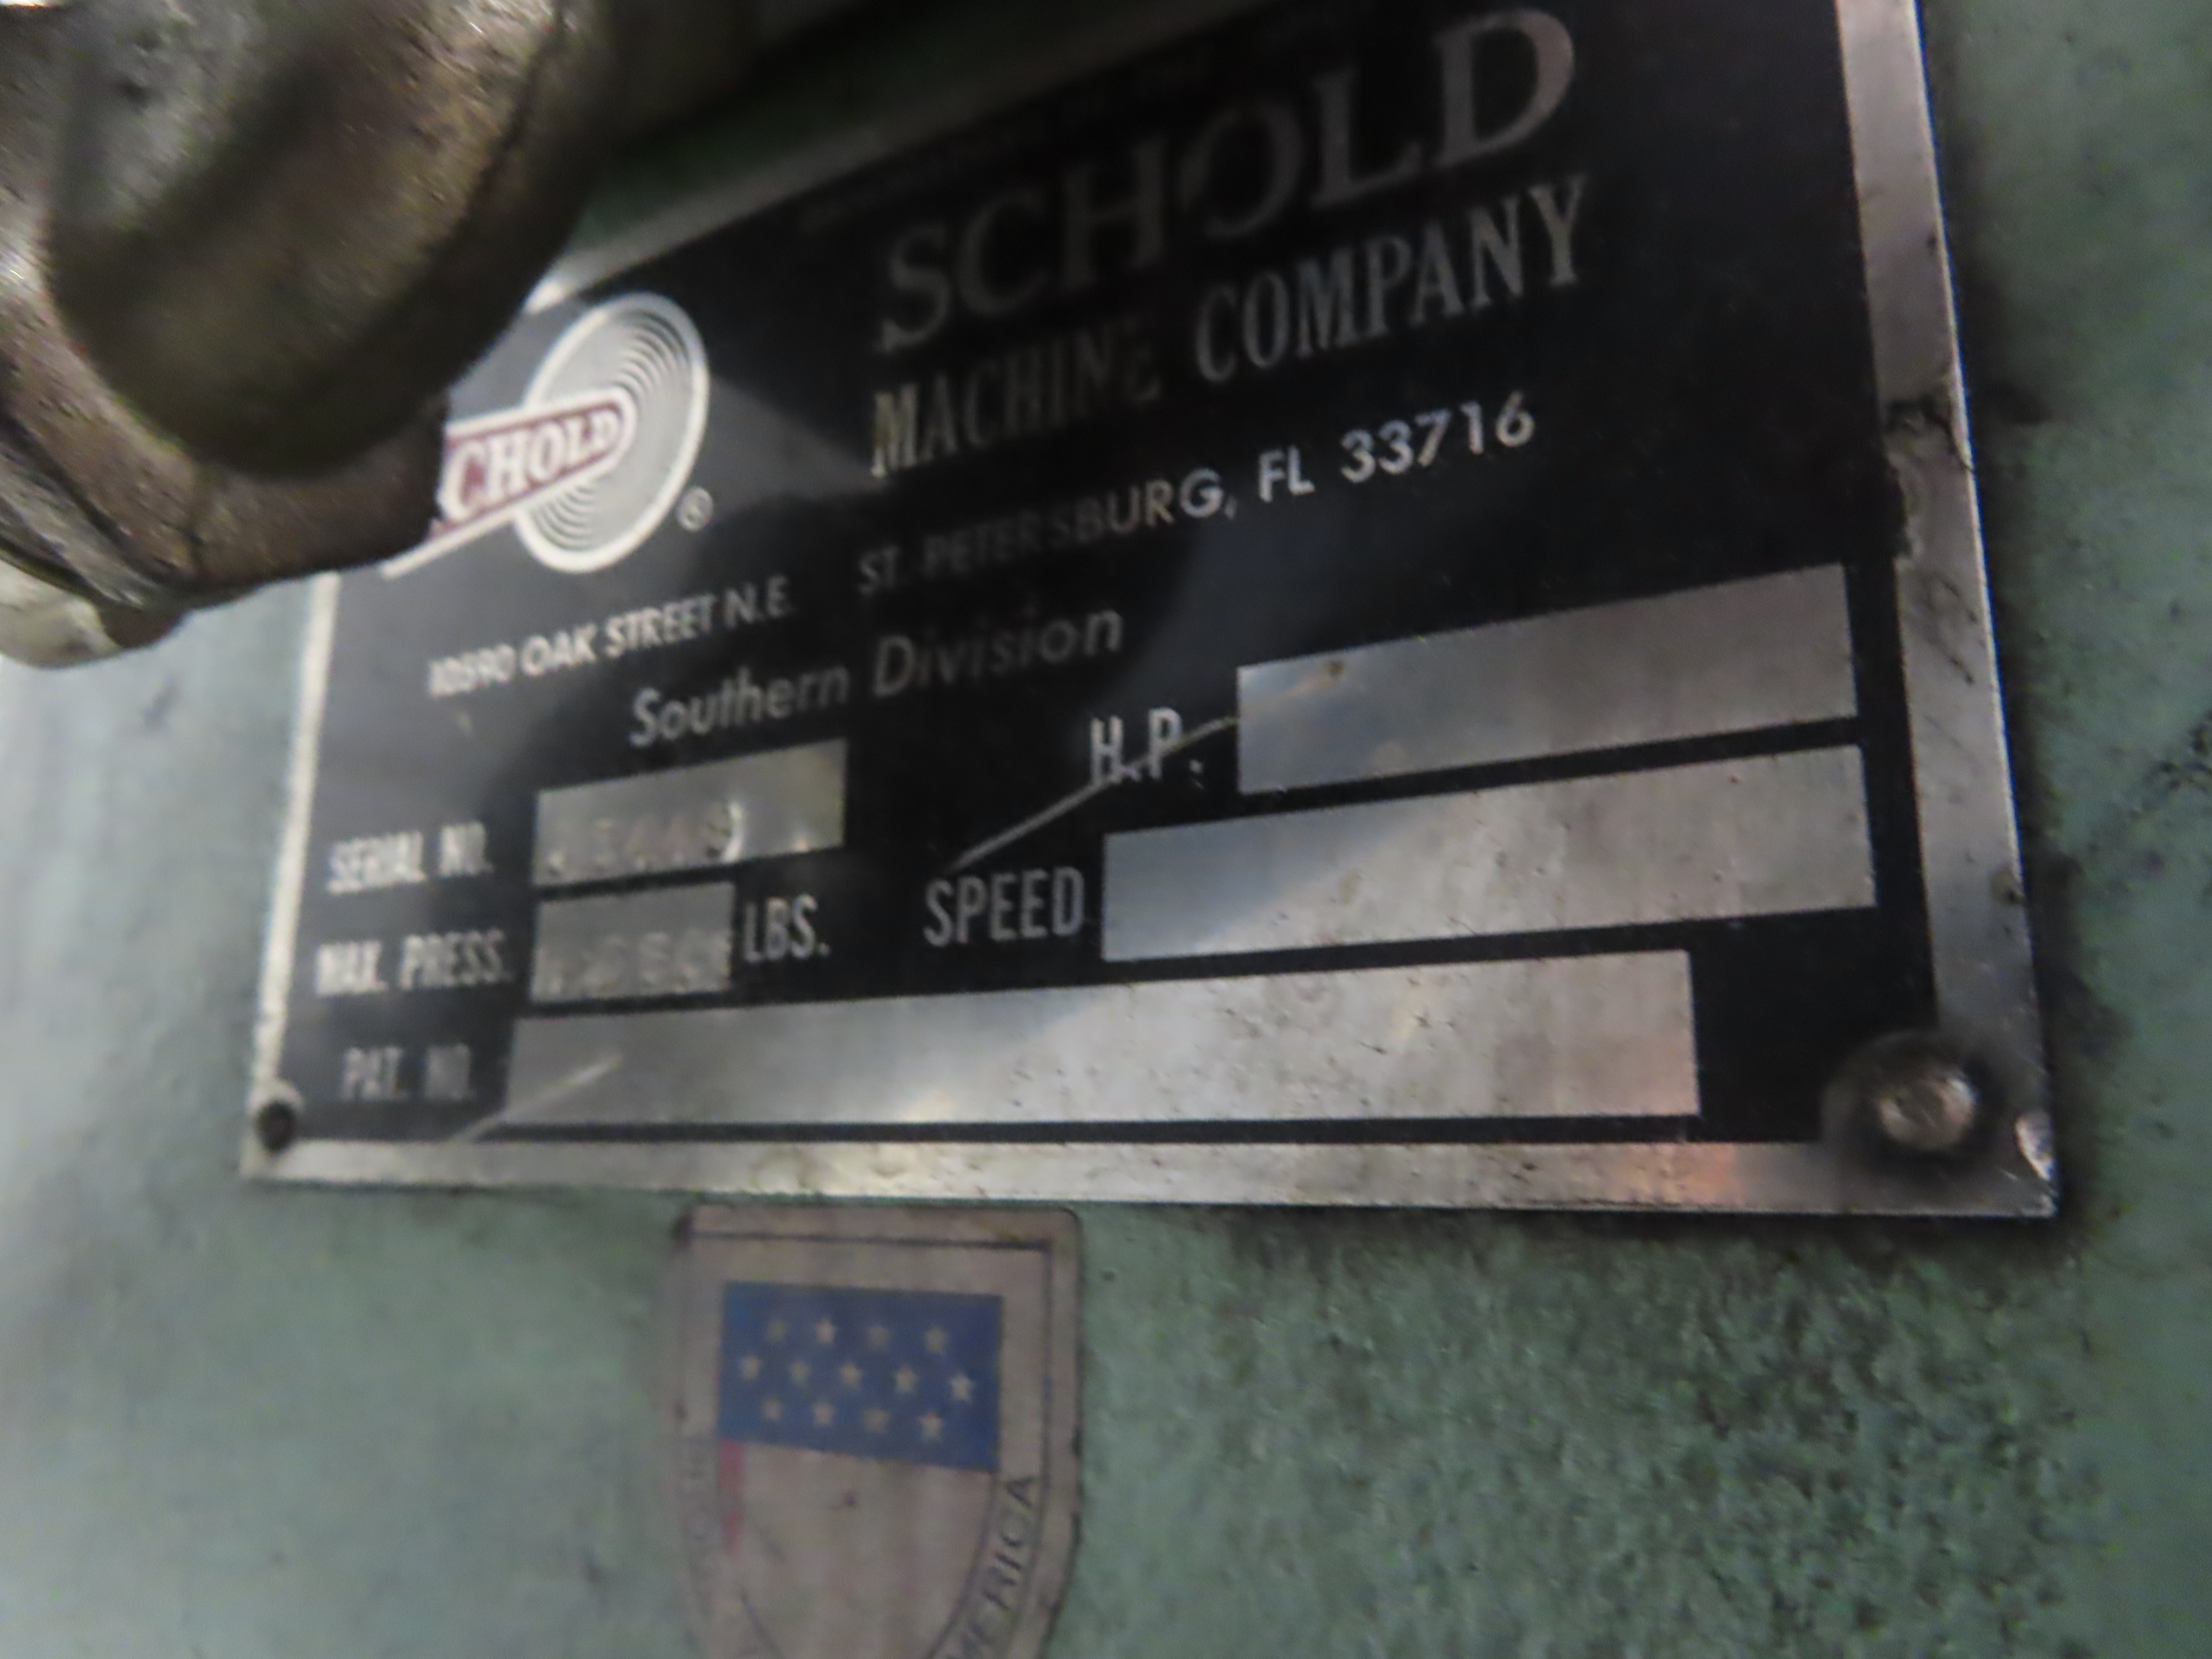 SCHOLD
MACHINE COMPANY
CHOLD ®
10590 OAK STREET N.E. ST. PETERSBURG, FL 33716
Southern Division
H.P.
SERIAL NO.
SPEED
MAX. PRESS. LBS.
PAT. NO.
AMERICA